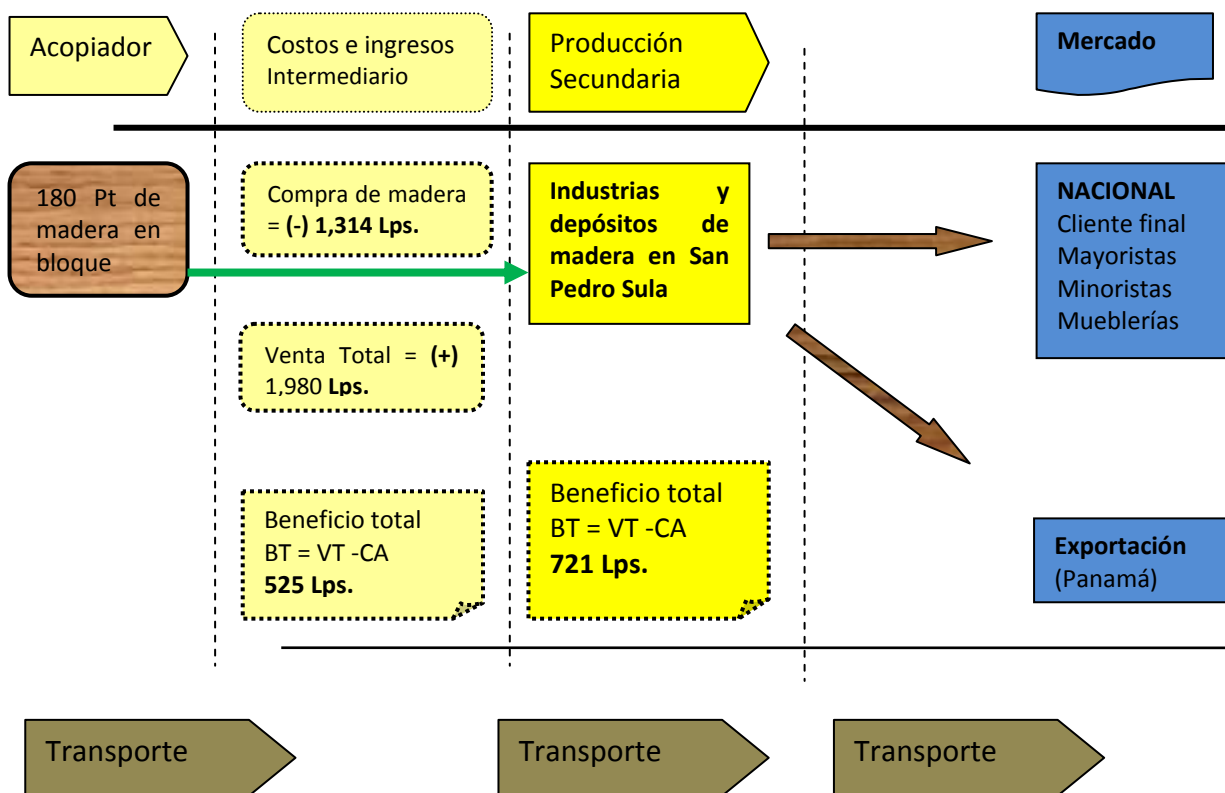 Acopiador
Costos e ingresos
Intermediario
Producción
Secundaria
Mercado
180 Pt de
madera en
bloque
Compra de madera
= (-) 1,314 Lps.
Industrias y
depósitos de
madera en San
Pedro Sula
NACIONAL
Cliente final
Mayoristas
Minoristas
Mueblerías
Venta Total = (+)
1,980 Lps.
Beneficio total
BT = VT -CA
525 Lps.
Beneficio total
BT = VT -CA
721 Lps.
Exportación
(Panamá)
Transporte
Transporte
Transporte